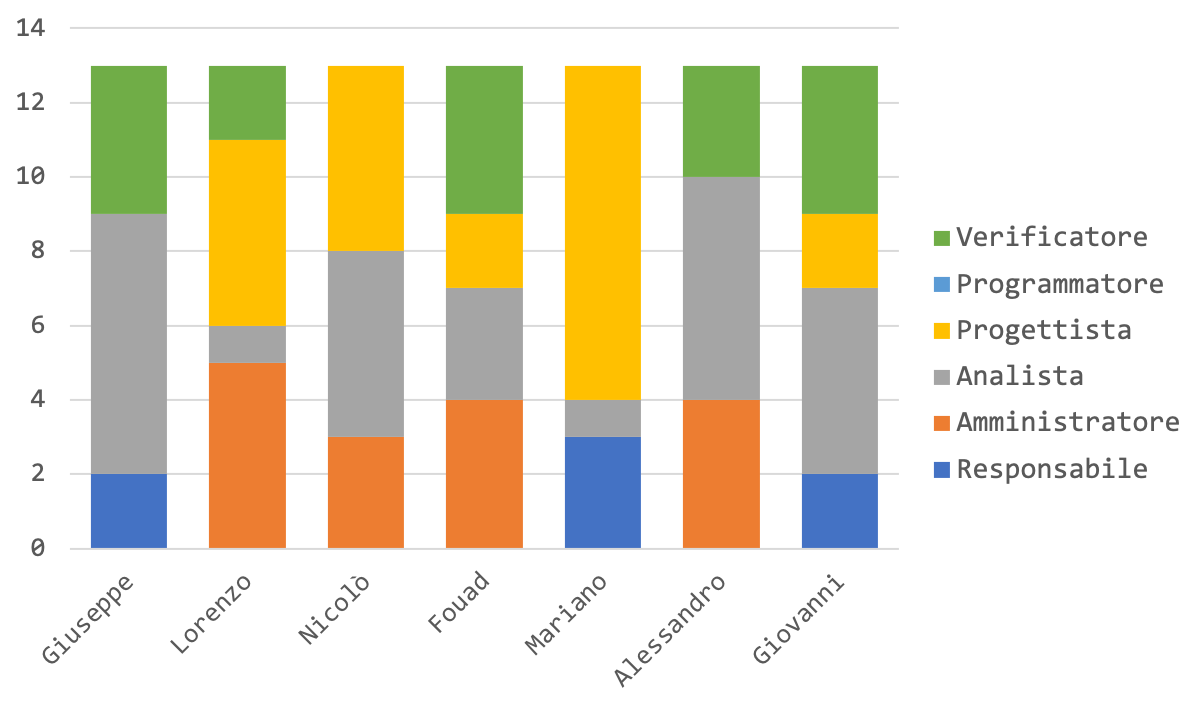 14
12
10
8
6
4
2
0
Giuseppe
Lorenzo
Nicolò
Fouad
Mariano
Alessandro
Giovanni
Verificatore
Programmatore
Progettista
Analista
Amministratore
Responsabile